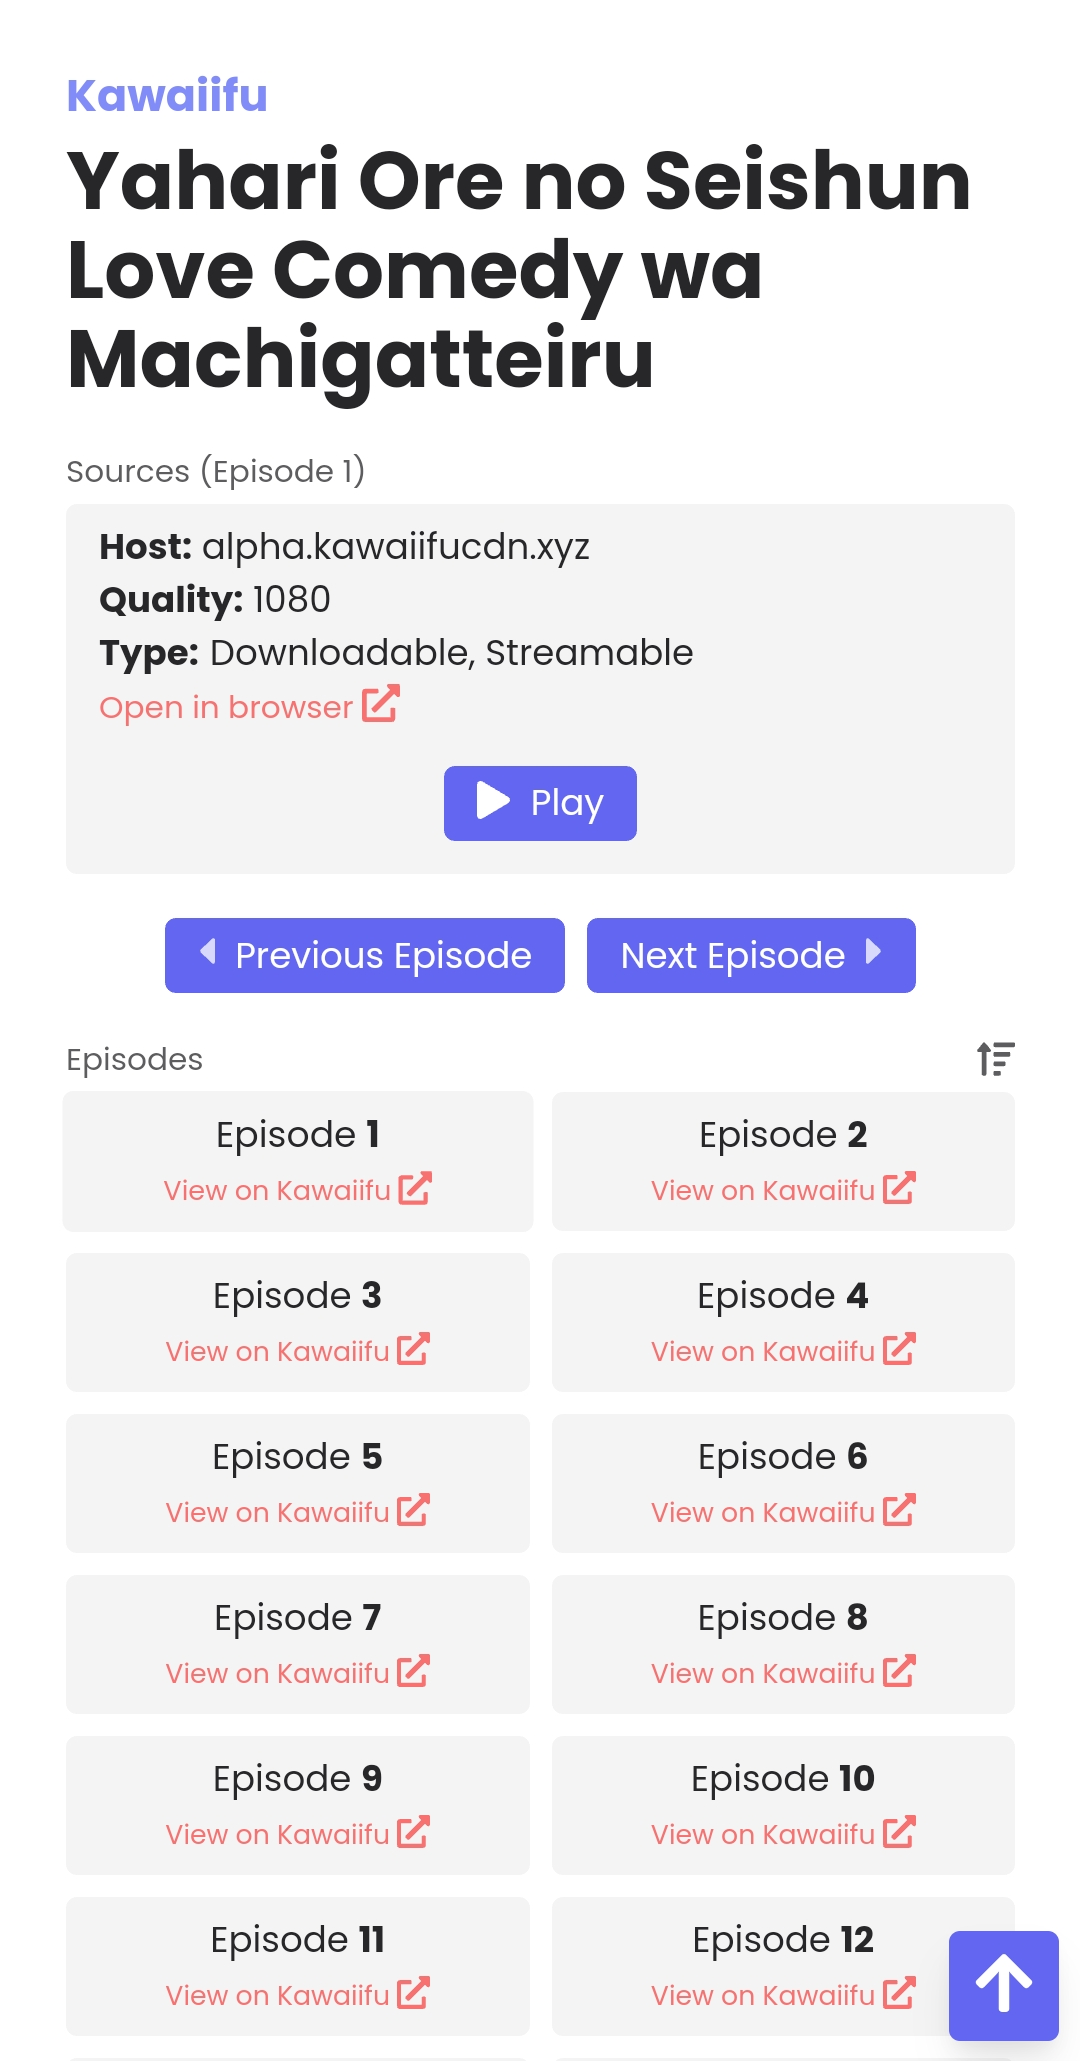 Kawaiifu
Yahari Ore no Seishun
Love Comedy wa
Machigatteiru
Sources (Episode 1)
Host: alpha.kawaiifucdn.xyz
Quality: 1080
Type: Downloadable, Streamable
Open in browser
Play
Previous Episode
Next Episode
Episodes
Episode 1
View on Kawaiifu
Episode 2
View on Kawaiifu
Episode 3
View on Kawaiifu
Episode 4
View on Kawaiifu
Episode 5
View on Kawaiifu
Episode 6
View on Kawaiifu
Episode 7
View on Kawaiifu
Episode 8
View on Kawaiifu
Episode 9
View on Kawaiifu
Episode 10
View on Kawaiifu
Episode 11
View on Kawaiifu
Episode 12
View on Kawaiifu